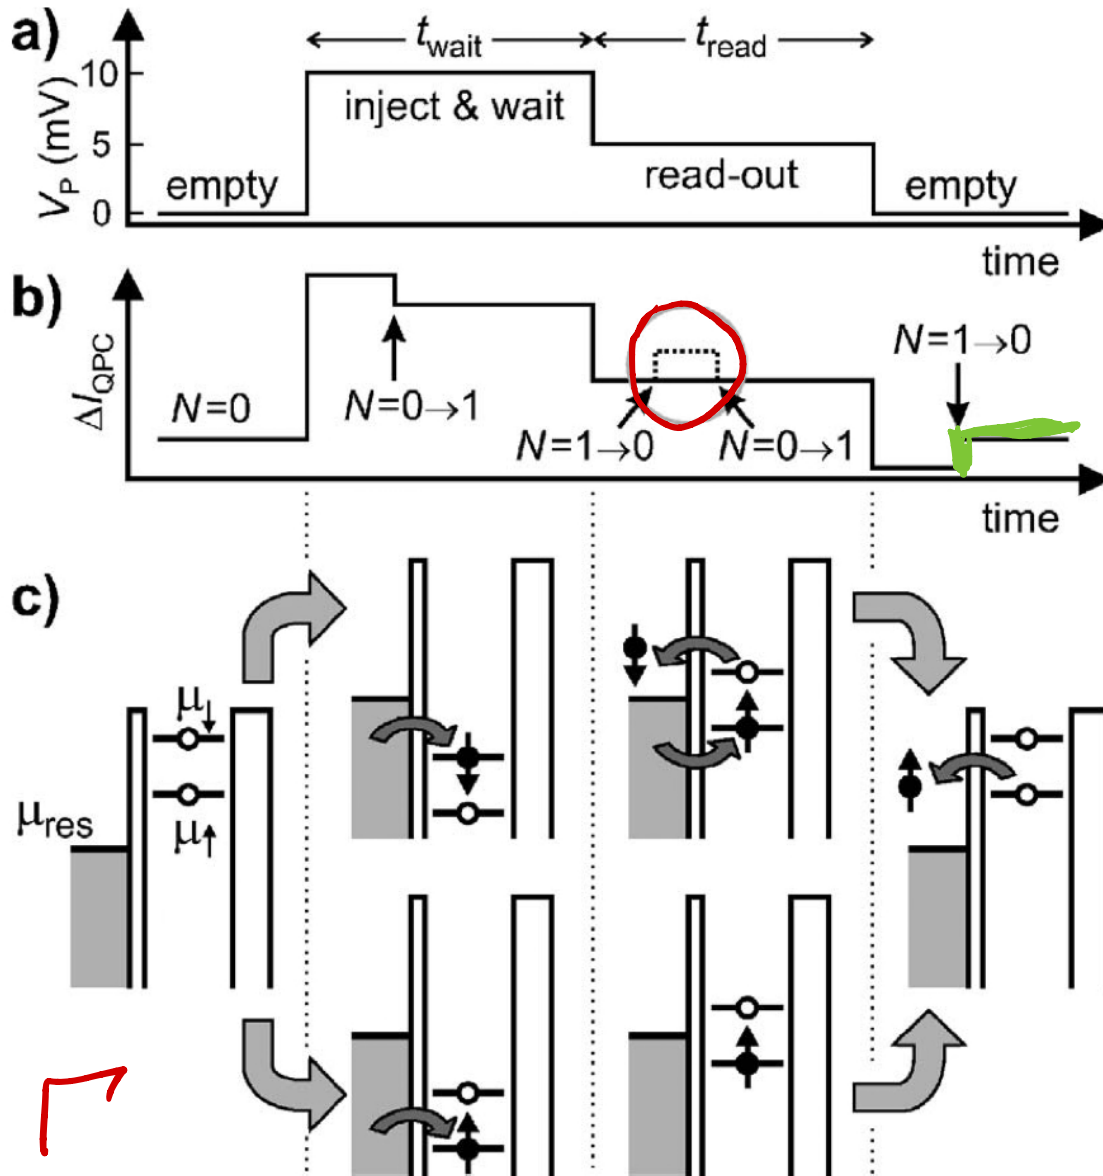 a)
t_wait
t_read
V_P (mV)
10
5
0
inject & wait
empty
read-out
empty
time
b)
ΔI_QPC
N=0
N=0→1
N=1→0
N=0→1
N=1→0
time
c)
μ↓
μ_res
μ↑